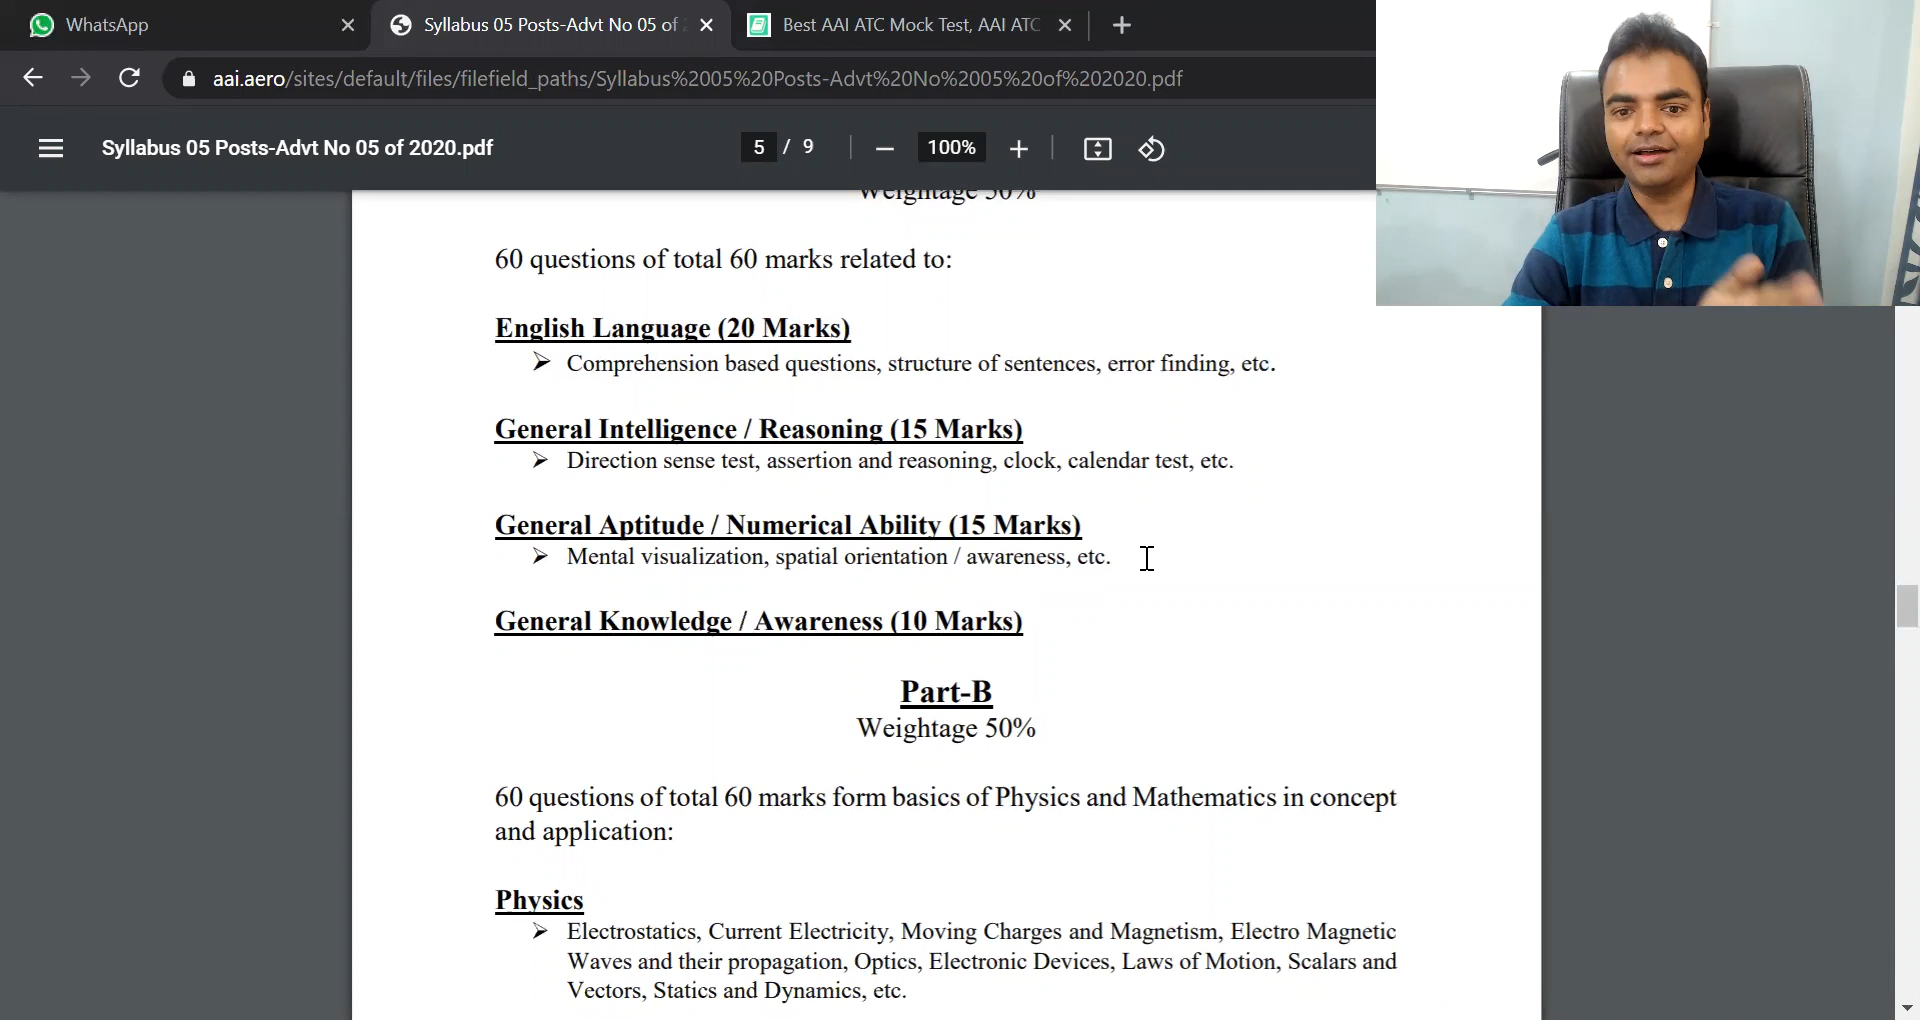 WhatsApp
Syllabus 05 Posts-Advt No 05 of
Best AAI ATC Mock Test, AAI ATC
aai.aero/sites/default/files/filefield_paths/Syllabus%2005%20Posts-Advt%20No%2005%20of%202020.pdf
Syllabus 05 Posts-Advt No 05 of 2020.pdf
5 / 9
100%
Weightage 50%
60 questions of total 60 marks related to:
English Language (20 Marks)
➢ Comprehension based questions, structure of sentences, error finding, etc.
General Intelligence / Reasoning (15 Marks)
➢ Direction sense test, assertion and reasoning, clock, calendar test, etc.
General Aptitude / Numerical Ability (15 Marks)
➢ Mental visualization, spatial orientation / awareness, etc.
General Knowledge / Awareness (10 Marks)
Part-B
Weightage 50%
60 questions of total 60 marks form basics of Physics and Mathematics in concept
and application:
Physics
➢ Electrostatics, Current Electricity, Moving Charges and Magnetism, Electro Magnetic
Waves and their propagation, Optics, Electronic Devices, Laws of Motion, Scalars and
Vectors, Statics and Dynamics, etc.